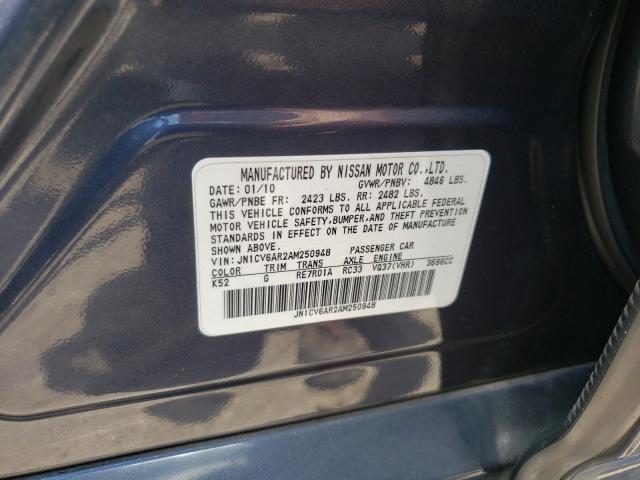 MANUFACTURED BY NISSAN MOTOR CO.,LTD.
DATE: 01/10 GVWR/PNBV: 4846 LBS.
GAWR/PNBE FR: 2423 LBS. RR: 2482 LBS.
THIS VEHICLE CONFORMS TO ALL APPLICABLE FEDERAL
MOTOR VEHICLE SAFETY, BUMPER, AND THEFT PREVENTION
STANDARDS IN EFFECT ON THE DATE OF MANUFACTURE
SHOWN ABOVE.
VIN: JN1CV6AR2AM250948 PASSENGER CAR
COLOR TRIM TRANS AXLE ENGINE
K52 G RE7R01A RC33 VQ37(VHR) 3696CC
JN1CV6AR2AM250948